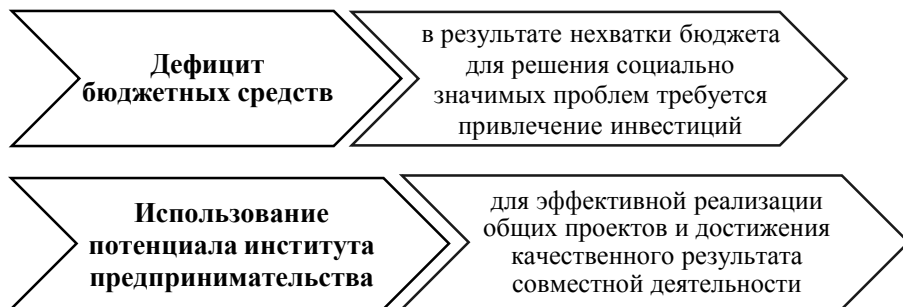 Дефицит
бюджетных средств
в результате нехватки бюджета
для решения социально
значимых проблем требуется
привлечение инвестиций
Использование
потенциала института
предпринимательства
для эффективной реализации
общих проектов и достижения
качественного результата
совместной деятельности